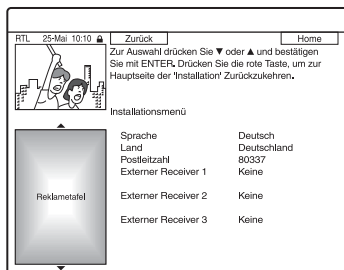 RTL 25-Mai 10:10 Zurück Home
Zur Auswahl drücken Sie ▼ oder ▲ und bestätigen
Sie mit ENTER. Drücken Sie die rote Taste, um zur
Hauptseite der 'Installation' Zurückzukehren.
Installationsmenü
Sprache Deutsch
Land Deutschland
Postleitzahl 80337
Externer Receiver 1 Keine
Externer Receiver 2 Keine
Externer Receiver 3 Keine
Reklametafel